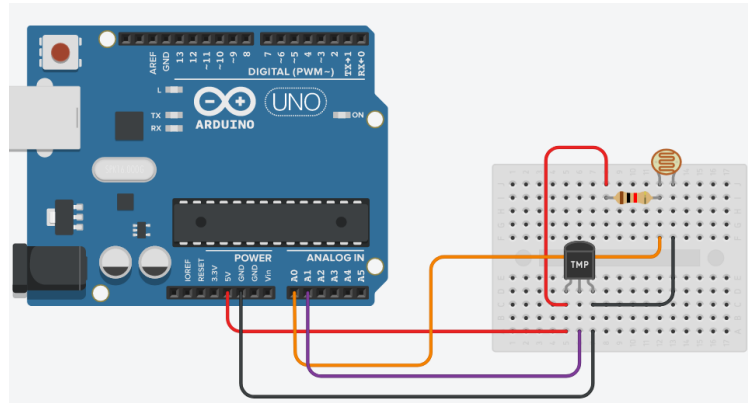 AREF
GND
13
12
~11
~10
~9
8
7
~6
~5
4
~3
2
TX→1
RX←0
DIGITAL (PWM~)
L
TX
RX
ARDUINO
UNO
ON
POWER
ANALOG IN
IOREF
RESET
3.3V
5V
GND
GND
Vin
A0
A1
A2
A3
A4
A5
TMP